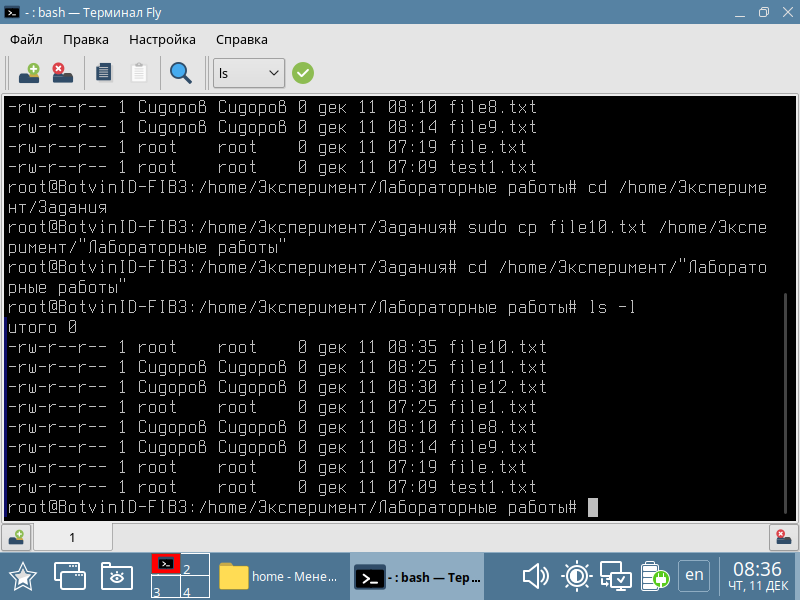 - : bash — Терминал Fly
Файл Правка Настройка Справка
ls
-rw-r--r-- 1 Сидоров Сидоров 0 дек 11 08:10 file8.txt
-rw-r--r-- 1 Сидоров Сидоров 0 дек 11 08:14 file9.txt
-rw-r--r-- 1 root    root    0 дек 11 07:19 file.txt
-rw-r--r-- 1 root    root    0 дек 11 07:09 test1.txt
root@BotvinID-FIB3:/home/Эксперимент/Лабораторные работы# cd /home/Экспериме
нт/Задания
root@BotvinID-FIB3:/home/Эксперимент/Задания# sudo cp file10.txt /home/Экспе
римент/"Лабораторные работы"
root@BotvinID-FIB3:/home/Эксперимент/Задания# cd /home/Эксперимент/"Лаборато
рные работы"
root@BotvinID-FIB3:/home/Эксперимент/Лабораторные работы# ls -l
итого 0
-rw-r--r-- 1 root    root    0 дек 11 08:35 file10.txt
-rw-r--r-- 1 Сидоров Сидоров 0 дек 11 08:25 file11.txt
-rw-r--r-- 1 Сидоров Сидоров 0 дек 11 08:30 file12.txt
-rw-r--r-- 1 root    root    0 дек 11 07:25 file1.txt
-rw-r--r-- 1 Сидоров Сидоров 0 дек 11 08:10 file8.txt
-rw-r--r-- 1 Сидоров Сидоров 0 дек 11 08:14 file9.txt
-rw-r--r-- 1 root    root    0 дек 11 07:19 file.txt
-rw-r--r-- 1 root    root    0 дек 11 07:09 test1.txt
root@BotvinID-FIB3:/home/Эксперимент/Лабораторные работы#
1
2
3 4
home - Мене...
- : bash — Тер...
en
08:36
ЧТ, 11 ДЕК